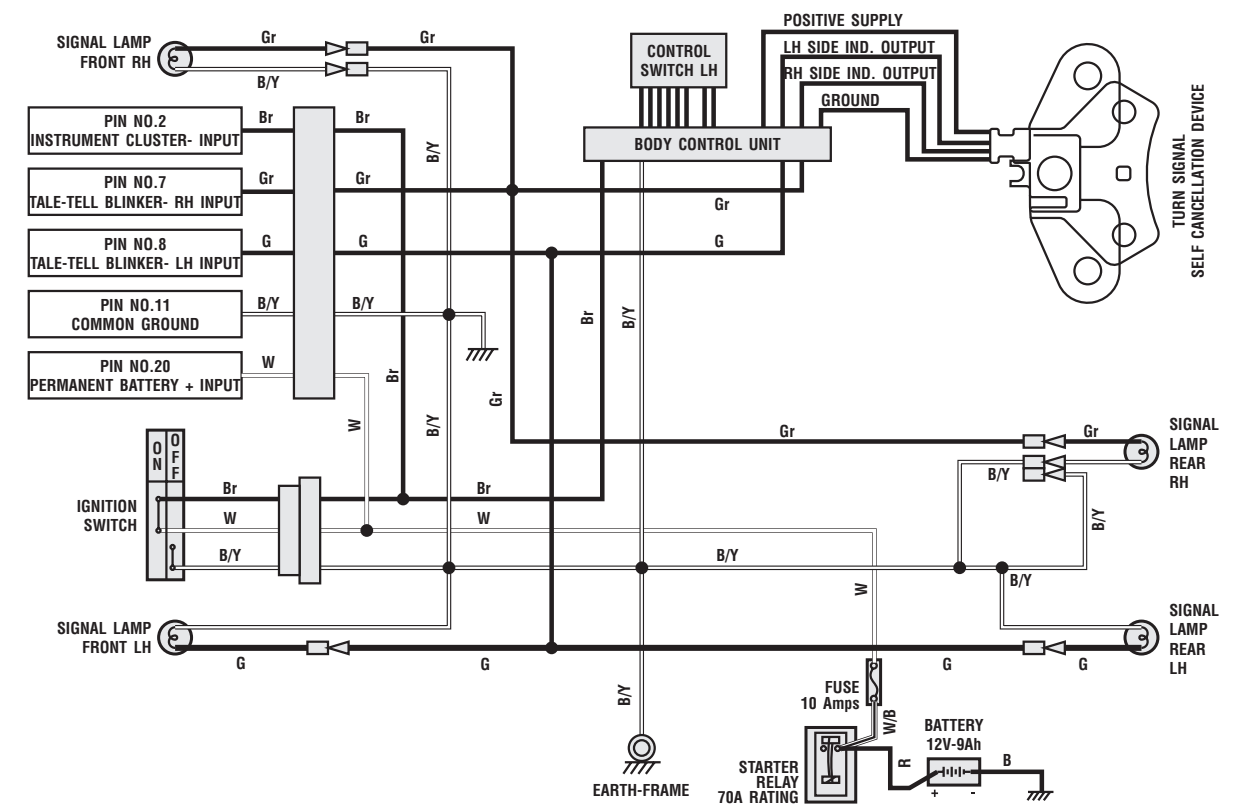 POSITIVE SUPPLY
LH SIDE IND. OUTPUT
RH SIDE IND. OUTPUT
GROUND
CONTROL
SWITCH LH
BODY CONTROL UNIT
TURN SIGNAL
SELF CANCELLATION DEVICE
SIGNAL LAMP
FRONT RH
Gr
Gr
B/Y
PIN NO.2
INSTRUMENT CLUSTER- INPUT
Br
Br
PIN NO.7
TALE-TELL BLINKER- RH INPUT
Gr
Gr
PIN NO.8
TALE-TELL BLINKER- LH INPUT
G
G
PIN NO.11
COMMON GROUND
B/Y
B/Y
PIN NO.20
PERMANENT BATTERY + INPUT
W
B/Y
Gr
G
Br
B/Y
Br
W
B/Y
Gr
Gr
Gr
SIGNAL
LAMP
REAR
RH
B/Y
B/Y
ON
OFF
IGNITION
SWITCH
Br
Br
W
W
B/Y
B/Y
B/Y
W
SIGNAL LAMP
FRONT LH
G
G
G
G
SIGNAL
LAMP
REAR
LH
B/Y
EARTH-FRAME
FUSE
10 Amps
W/B
STARTER
RELAY
70A RATING
R
BATTERY
12V-9Ah
+ -
B